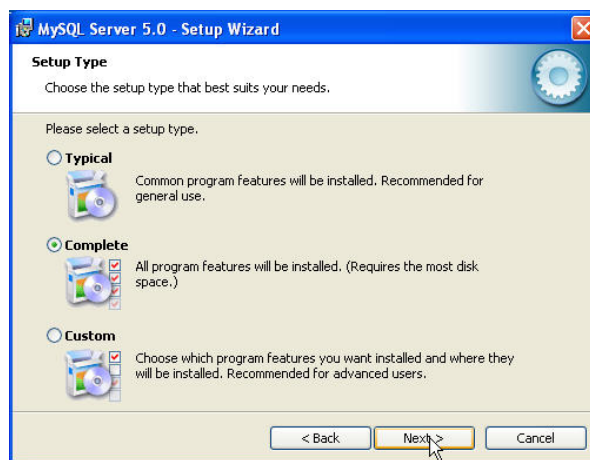 MySQL Server 5.0 - Setup Wizard
Setup Type
Choose the setup type that best suits your needs.
Please select a setup type.
Typical
Common program features will be installed. Recommended for
general use.
Complete
All program features will be installed. (Requires the most disk
space.)
Custom
Choose which program features you want installed and where they
will be installed. Recommended for advanced users.
< Back
Next >
Cancel